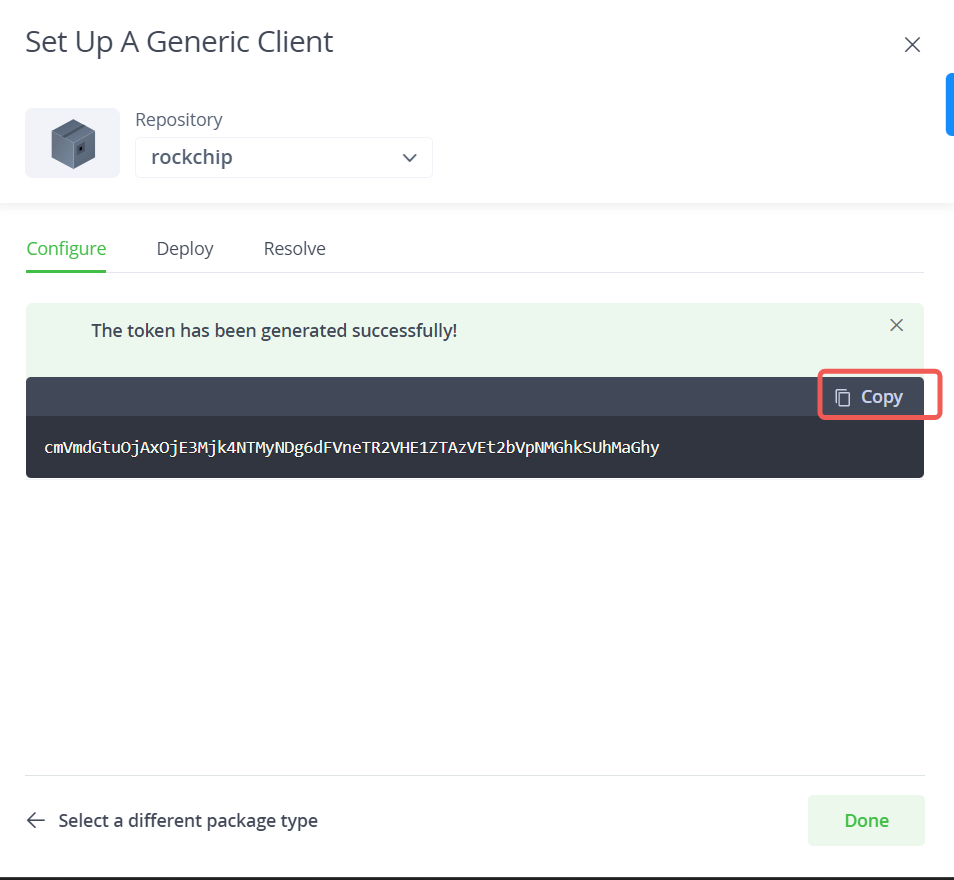 Set Up A Generic Client
Repository
rockchip
Configure
Deploy
Resolve
The token has been generated successfully!
Copy
cmVmdGtuOjAxOjE3Mjk4NTMyNDg6dFVneTR2VHE1ZTAzVEt2bVpNMGhkSUhMaGhy
Select a different package type
Done